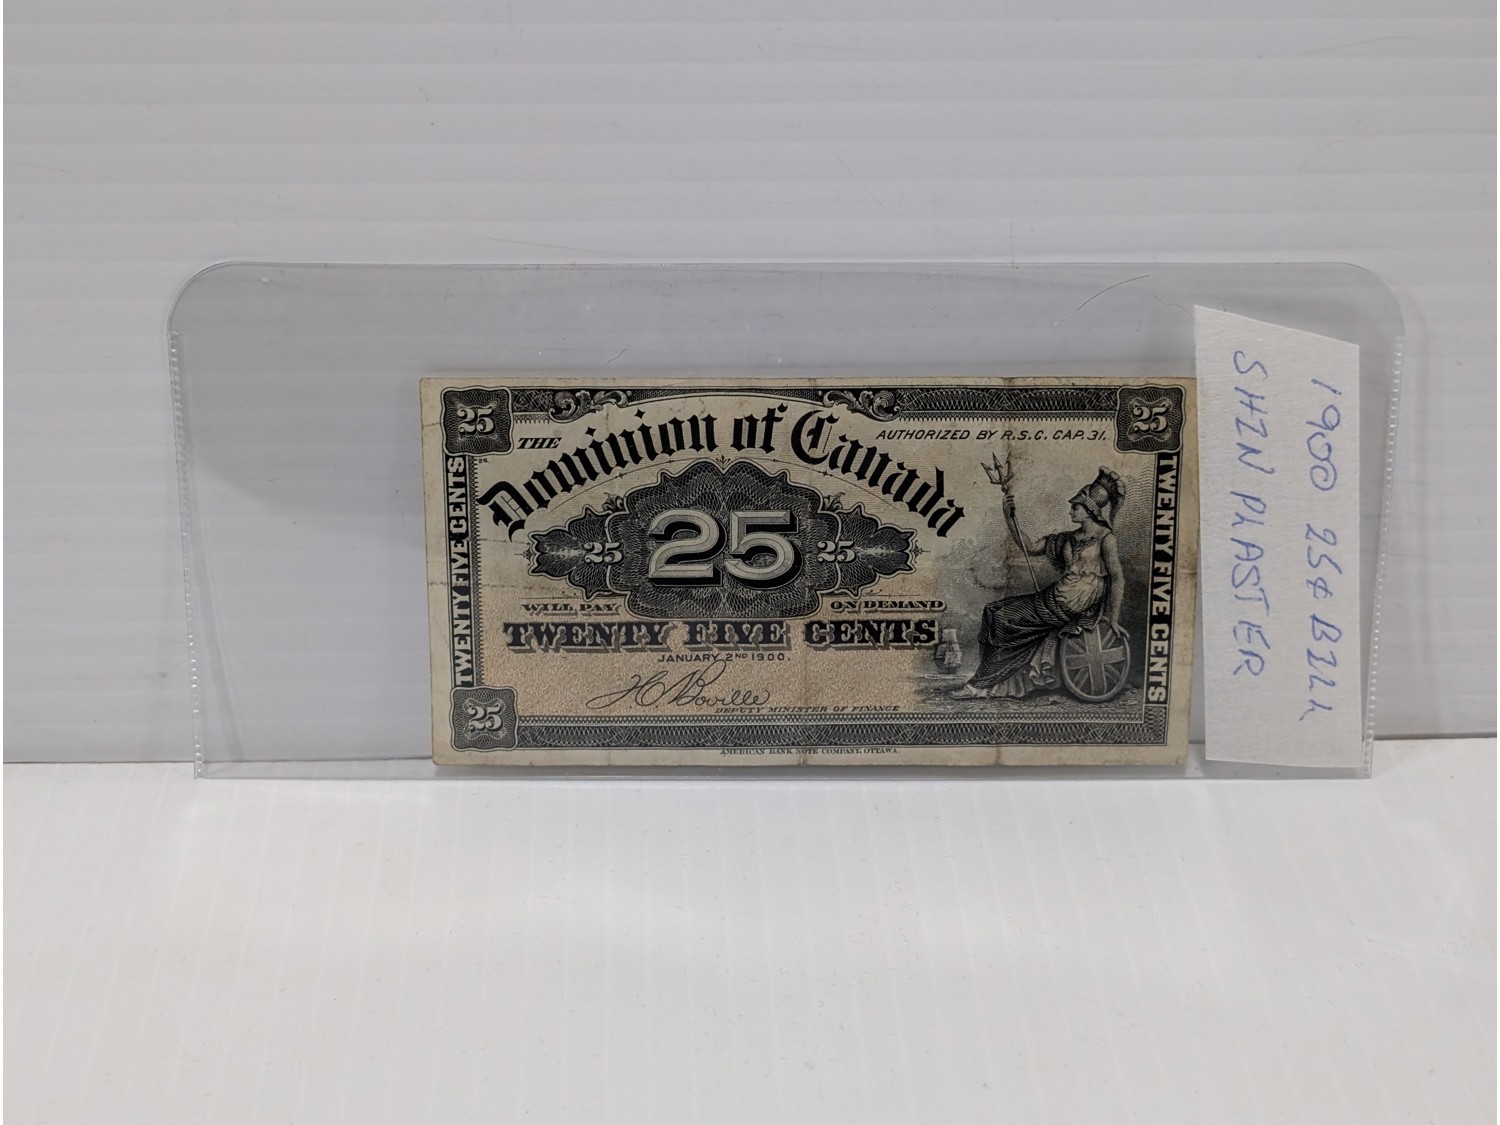 25
25
THE
Dominion of Canada
AUTHORIZED BY R.S.C. CAP. 31.
TWENTY FIVE CENTS
TWENTY FIVE CENTS
25
25
25
WILL PAY
ON DEMAND
TWENTY FIVE CENTS
JANUARY 2ND 1900.
H C Boville
DEPUTY MINISTER OF FINANCE
25
AMERICAN BANK NOTE COMPANY, OTTAWA.
1900 25¢ BILL
SHIN PLASTER